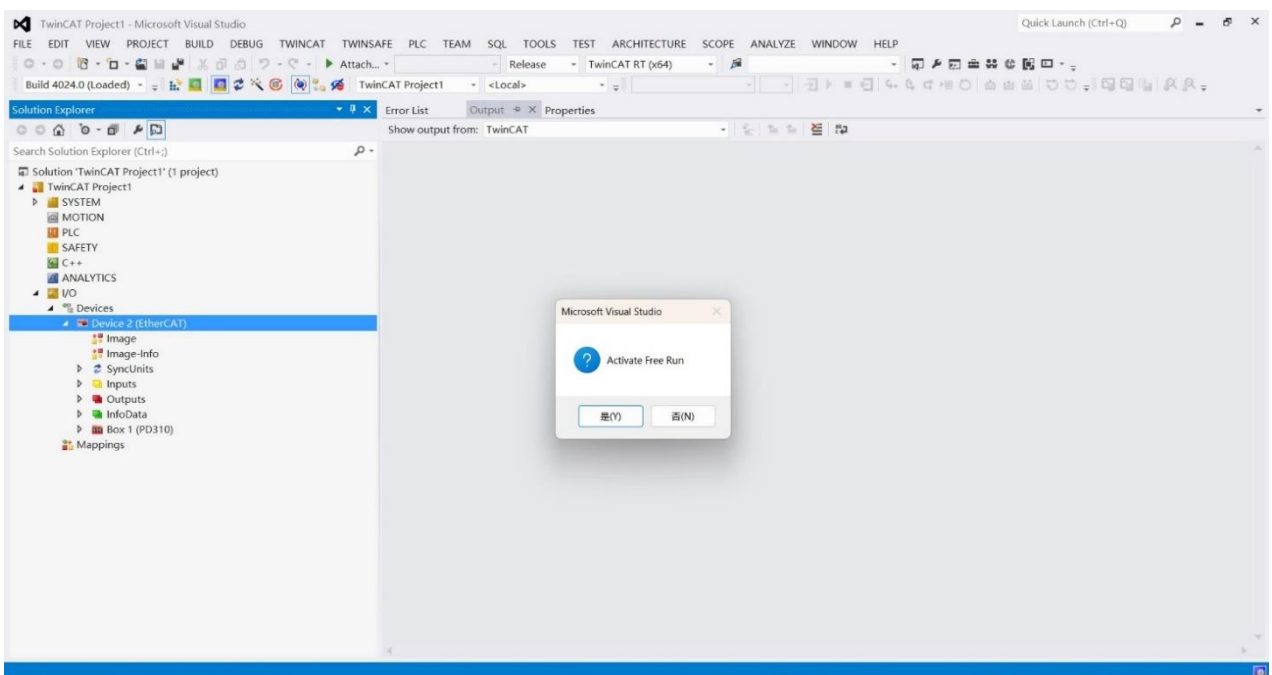 TwinCAT Project1 - Microsoft Visual Studio
Quick Launch (Ctrl+Q)
FILE EDIT VIEW PROJECT BUILD DEBUG TWINCAT TWINSAFE PLC TEAM SQL TOOLS TEST ARCHITECTURE SCOPE ANALYZE WINDOW HELP
Attach... Release TwinCAT RT (x64)
Build 4024.0 (Loaded) TwinCAT Project1 <Local>
Solution Explorer
Error List Output Properties
Show output from: TwinCAT
Search Solution Explorer (Ctrl+;)
Solution 'TwinCAT Project1' (1 project)
TwinCAT Project1
SYSTEM
MOTION
PLC
SAFETY
C++
ANALYTICS
I/O
Devices
Device 2 (EtherCAT)
Image
Image-Info
SyncUnits
Inputs
Outputs
InfoData
Box 1 (PD310)
Mappings
Microsoft Visual Studio
Activate Free Run
是(Y) 否(N)